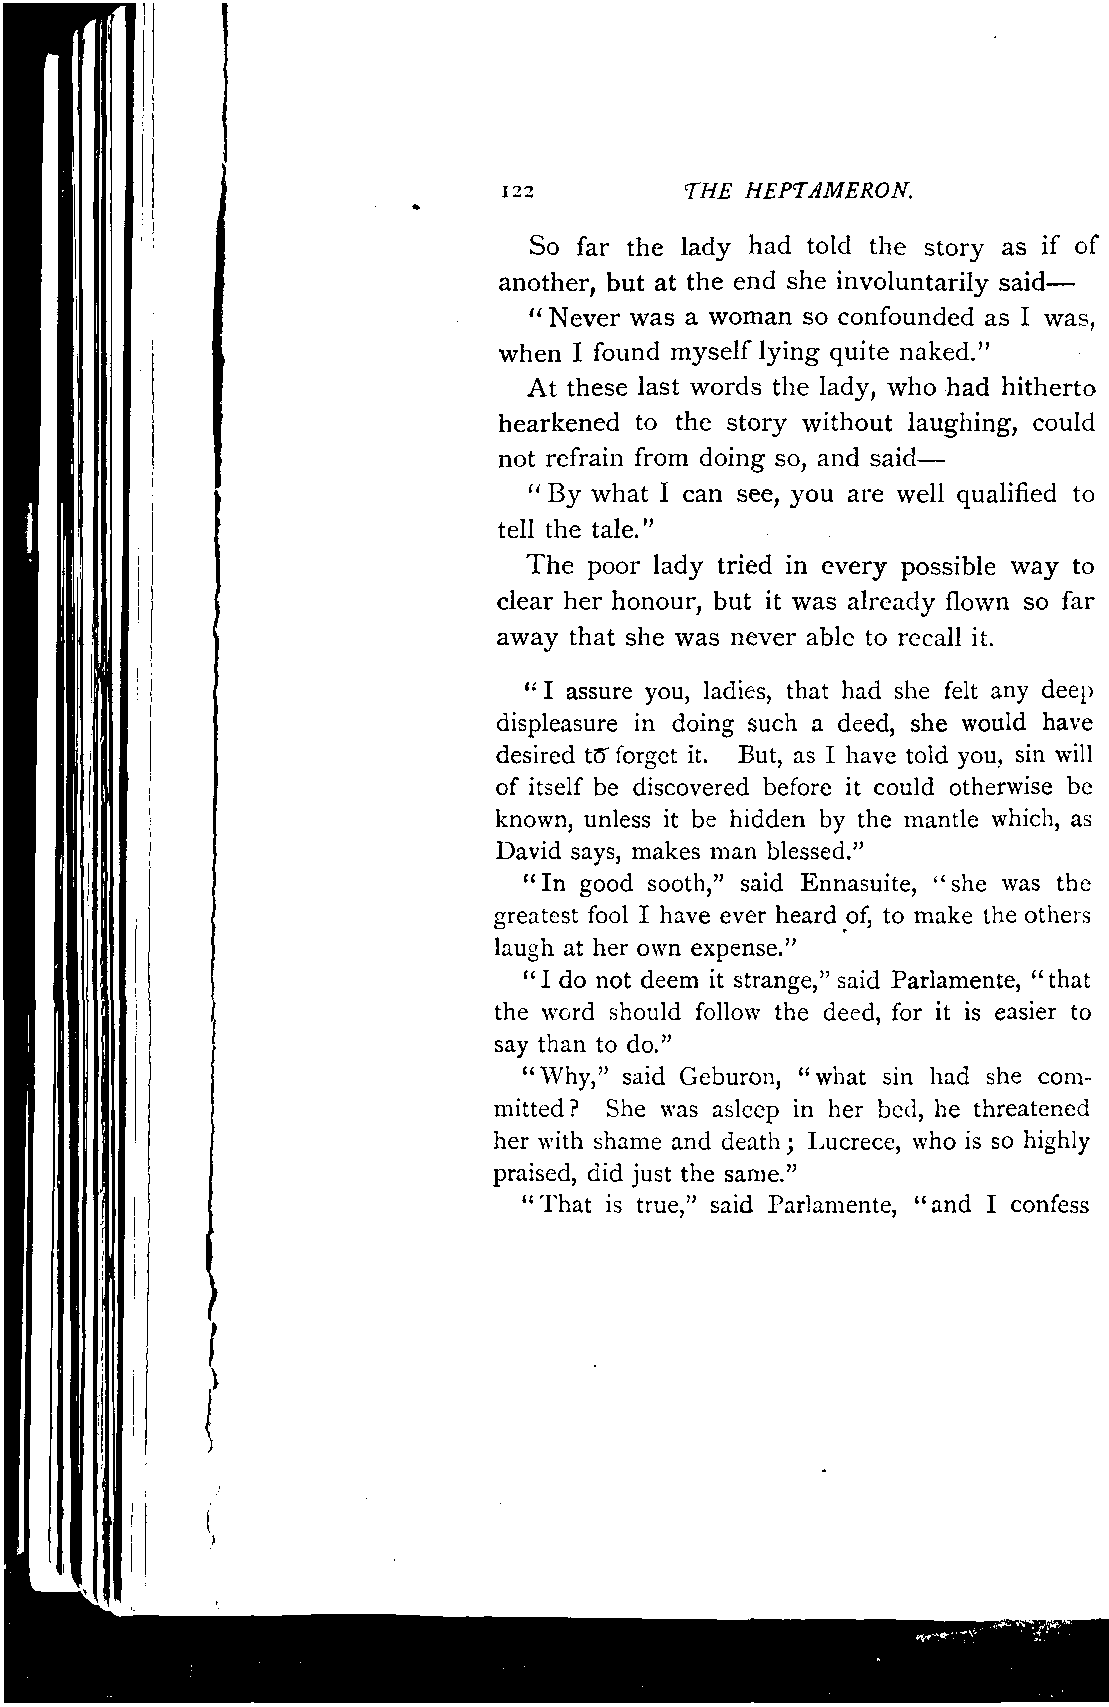 122 THE HEPTAMERON.
So far the lady had told the story as if of
another, but at the end she involuntarily said—
"Never was a woman so confounded as I was,
when I found myself lying quite naked."
At these last words the lady, who had hitherto
hearkened to the story without laughing, could
not refrain from doing so, and said—
"By what I can see, you are well qualified to
tell the tale."
The poor lady tried in every possible way to
clear her honour, but it was already flown so far
away that she was never able to recall it.
"I assure you, ladies, that had she felt any deep
displeasure in doing such a deed, she would have
desired to forget it. But, as I have told you, sin will
of itself be discovered before it could otherwise be
known, unless it be hidden by the mantle which, as
David says, makes man blessed."
"In good sooth," said Ennasuite, "she was the
greatest fool I have ever heard of, to make the others
laugh at her own expense."
"I do not deem it strange," said Parlamente, "that
the word should follow the deed, for it is easier to
say than to do."
"Why," said Geburon, "what sin had she com-
mitted? She was asleep in her bed, he threatened
her with shame and death; Lucrece, who is so highly
praised, did just the same."
"That is true," said Parlamente, "and I confess